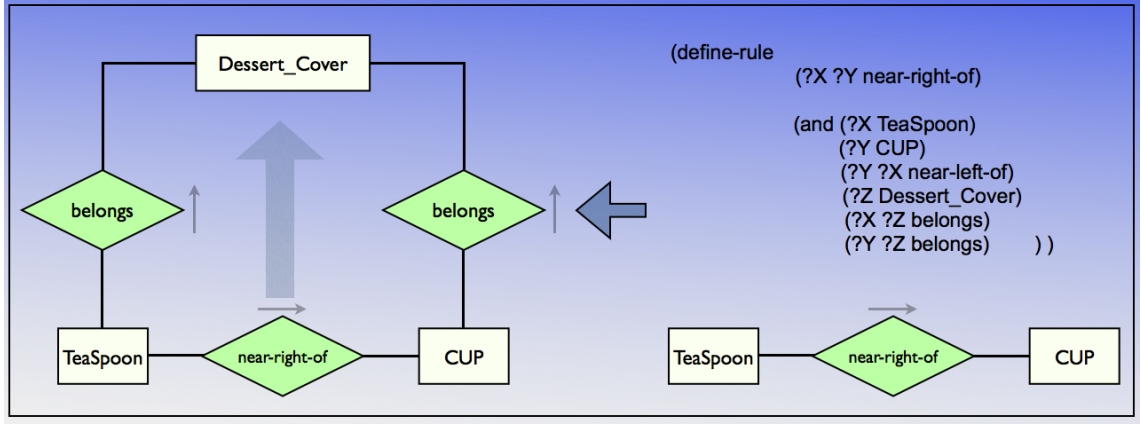 Dessert_Cover
belongs
belongs
TeaSpoon
near-right-of
CUP
(define-rule
(?X ?Y near-right-of)
(and (?X TeaSpoon)
(?Y CUP)
(?Y ?X near-left-of)
(?Z Dessert_Cover)
(?X ?Z belongs)
(?Y ?Z belongs) ) )
TeaSpoon
near-right-of
CUP